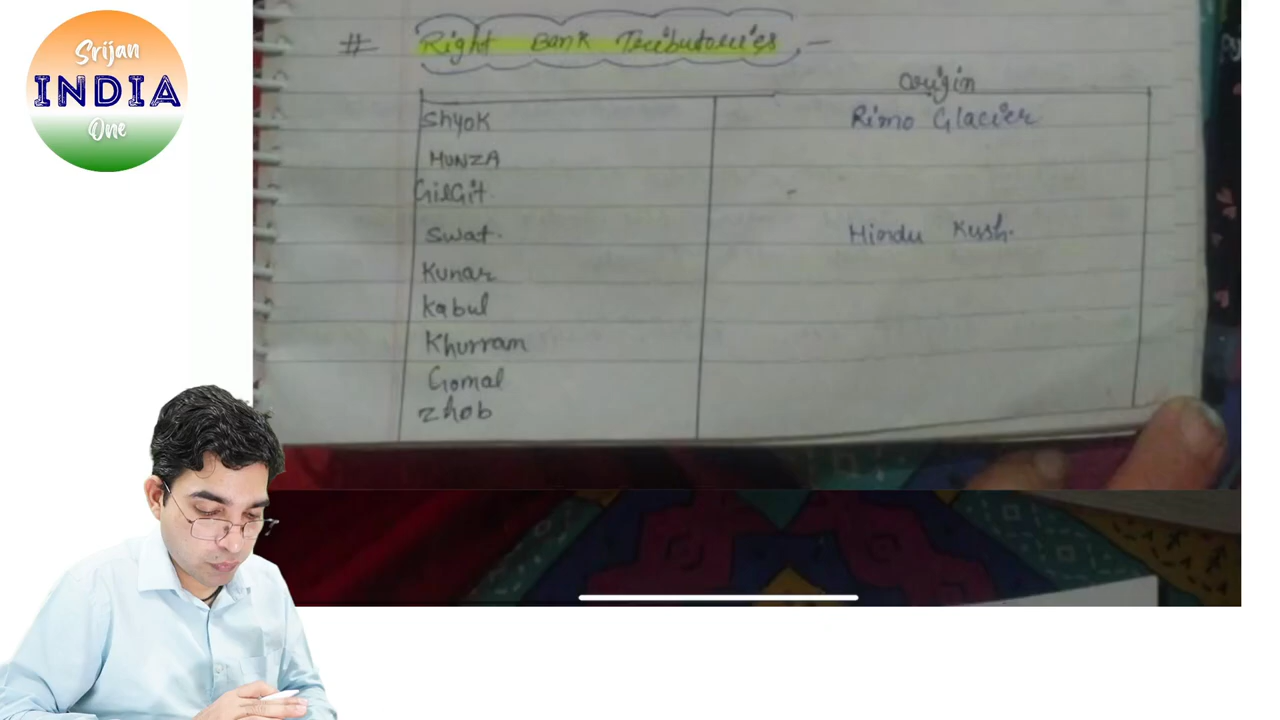 Srijan
INDIA
One
# Right Bank Tributaries, -
origin
Shyok Rimo Glacier
HUNZA
GilGit. -
Swat. Hindu Kush.
Kunar
Kabul
Khurram
Gomal
Zhob